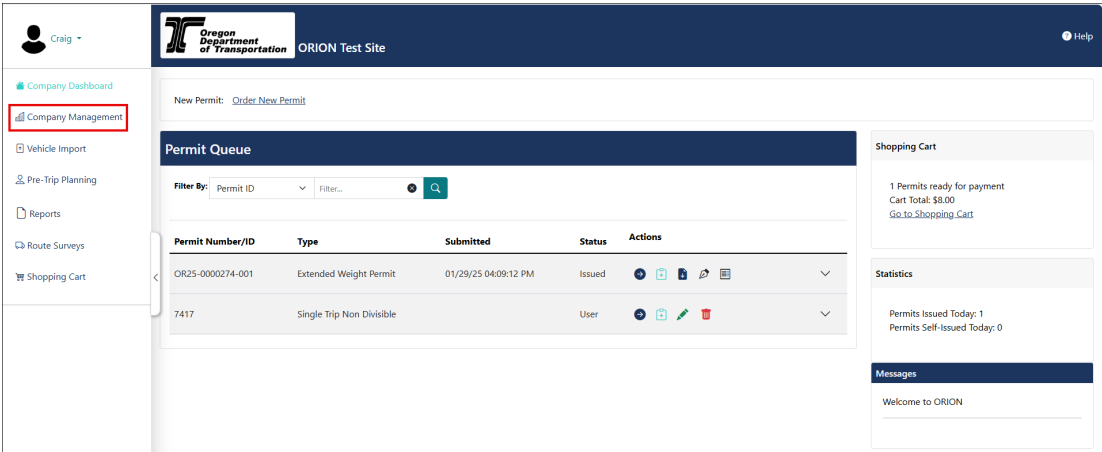 Craig
Company Dashboard
Company Management
Vehicle Import
Pre-Trip Planning
Reports
Route Surveys
Shopping Cart
Oregon
Department
of Transportation
ORION Test Site
Help
New Permit: Order New Permit
Permit Queue
Filter By: Permit ID Filter...
Permit Number/ID Type Submitted Status Actions
OR25-0000274-001 Extended Weight Permit 01/29/25 04:09:12 PM Issued
7417 Single Trip Non Divisible User
Shopping Cart
1 Permits ready for payment
Cart Total: $8.00
Go to Shopping Cart
Statistics
Permits Issued Today: 1
Permits Self-Issued Today: 0
Messages
Welcome to ORION